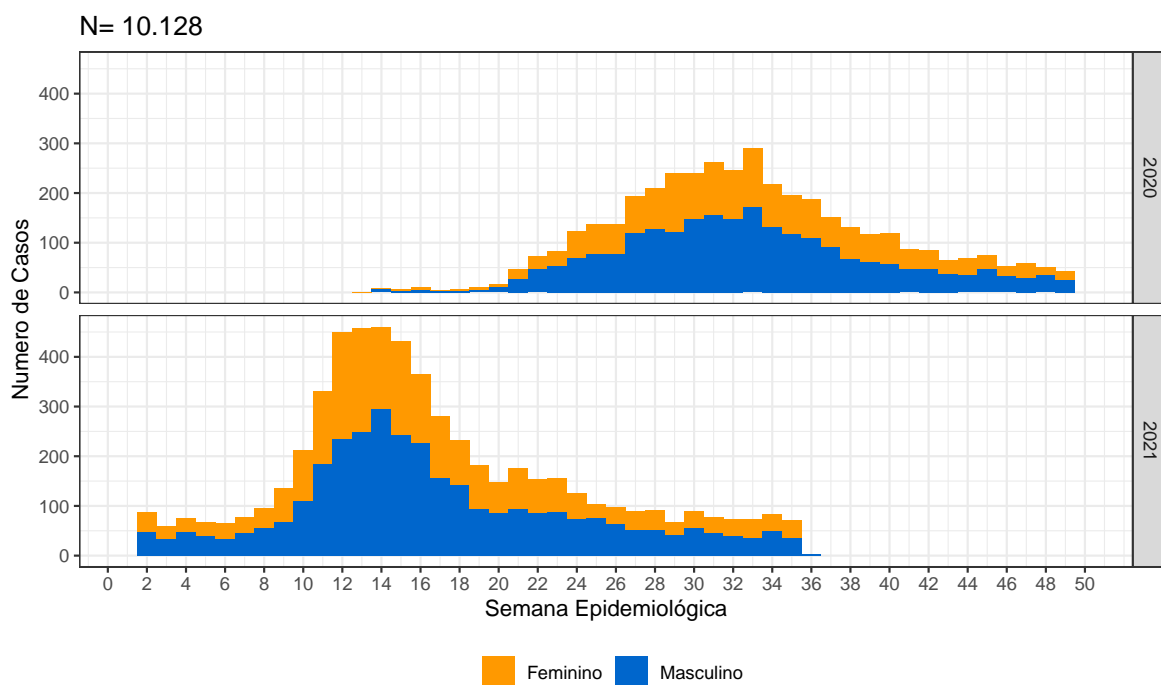 N= 10.128
Numero de Casos
400
300
200
100
0
2020
400
300
200
100
0
2021
0 2 4 6 8 10 12 14 16 18 20 22 24 26 28 30 32 34 36 38 40 42 44 46 48 50
Semana Epidemiológica
Feminino Masculino